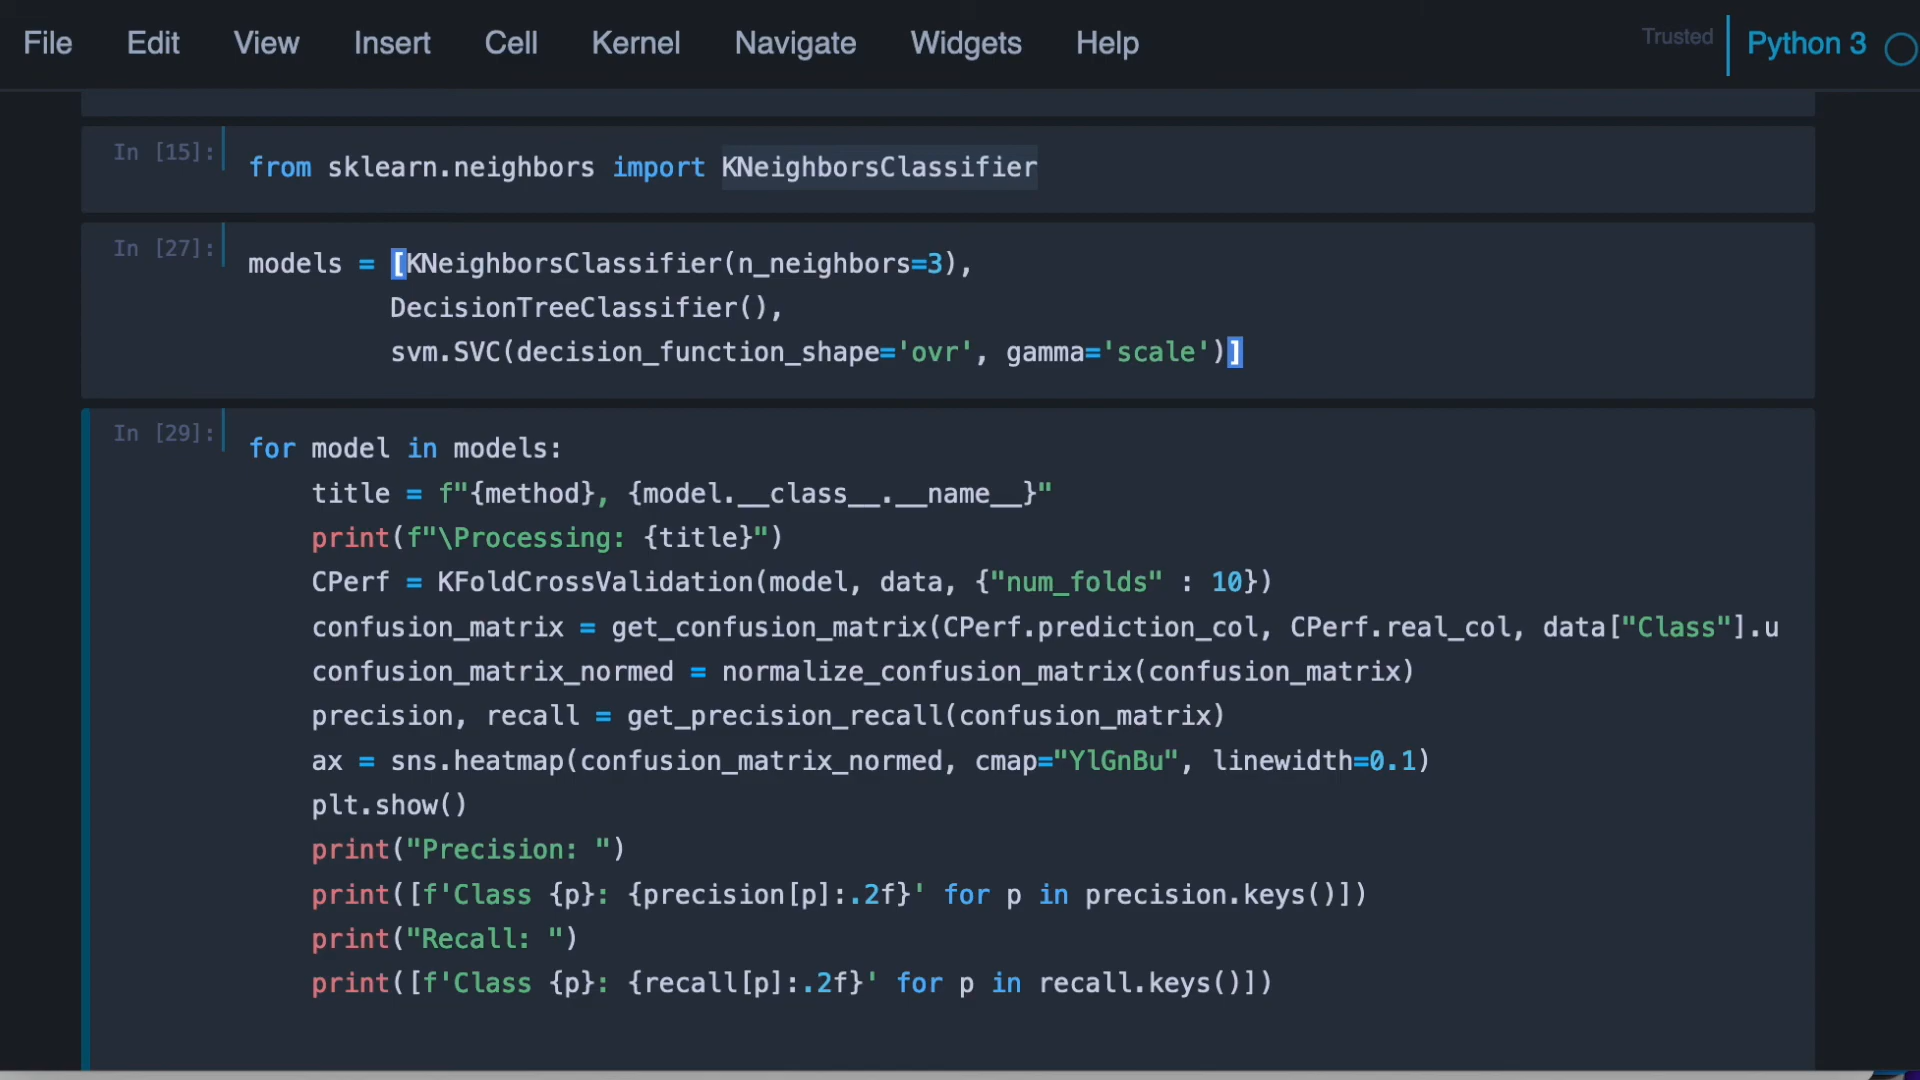 File Edit View Insert Cell Kernel Navigate Widgets Help Trusted Python 3
In [15]: from sklearn.neighbors import KNeighborsClassifier
In [27]: models = [KNeighborsClassifier(n_neighbors=3),
DecisionTreeClassifier(),
svm.SVC(decision_function_shape='ovr', gamma='scale')]
In [29]: for model in models:
title = f"{method}, {model.__class__.__name__}"
print(f"\Processing: {title}")
CPerf = KFoldCrossValidation(model, data, {"num_folds" : 10})
confusion_matrix = get_confusion_matrix(CPerf.prediction_col, CPerf.real_col, data["Class"].u
confusion_matrix_normed = normalize_confusion_matrix(confusion_matrix)
precision, recall = get_precision_recall(confusion_matrix)
ax = sns.heatmap(confusion_matrix_normed, cmap="YlGnBu", linewidth=0.1)
plt.show()
print("Precision: ")
print([f'Class {p}: {precision[p]:.2f}' for p in precision.keys()])
print("Recall: ")
print([f'Class {p}: {recall[p]:.2f}' for p in recall.keys()])